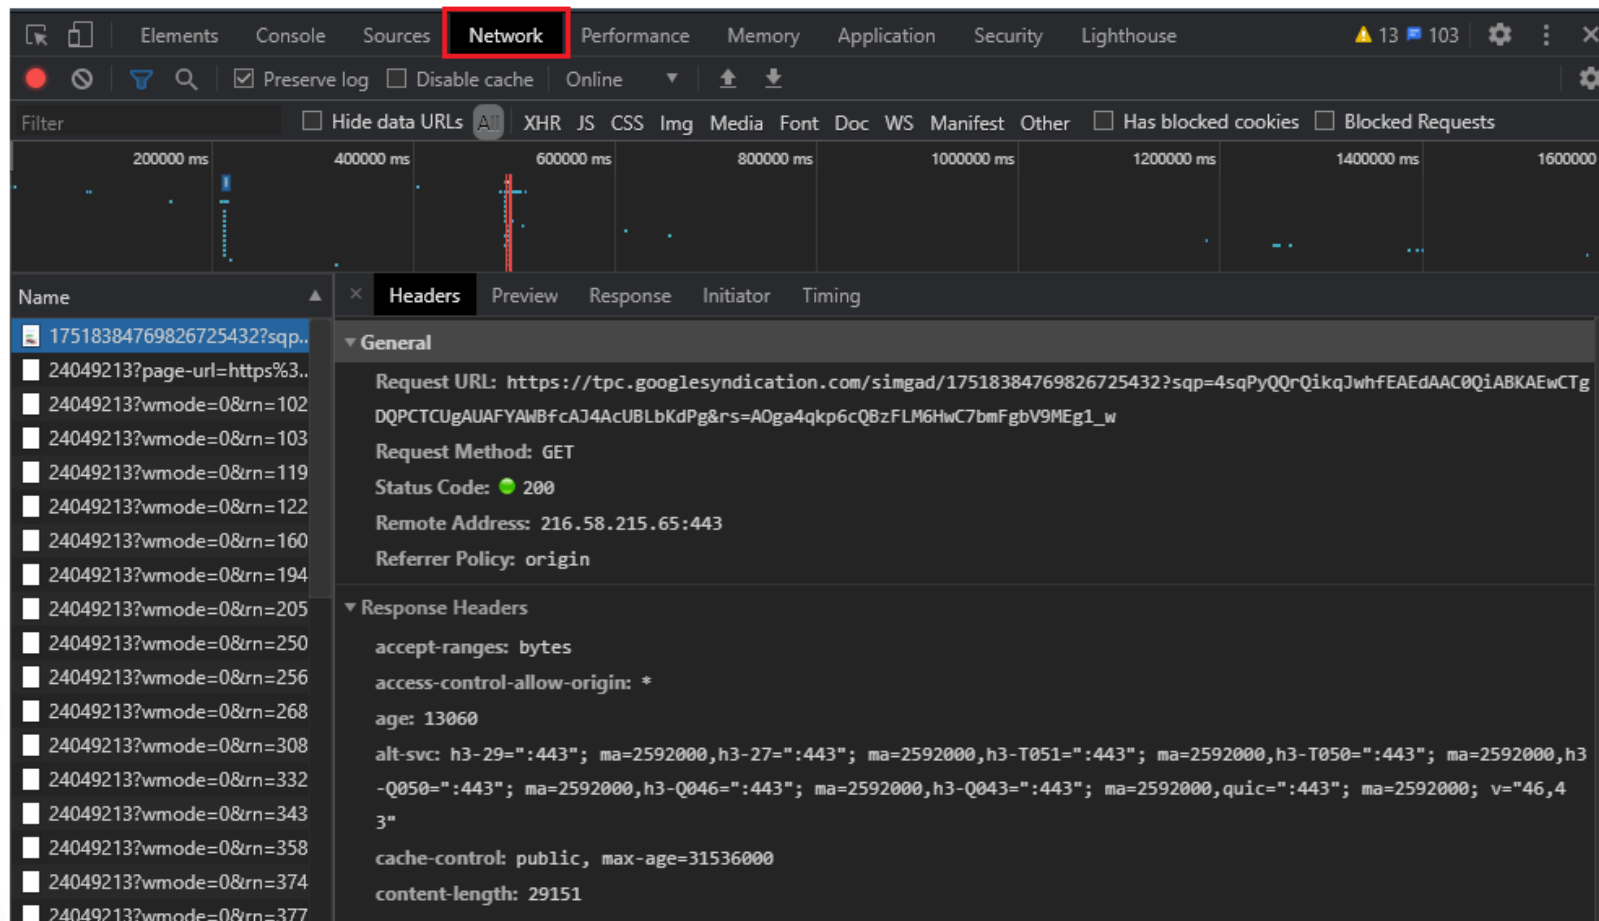 Elements Console Sources Network Performance Memory Application Security Lighthouse 13 103
Preserve log Disable cache Online
Filter Hide data URLs All XHR JS CSS Img Media Font Doc WS Manifest Other Has blocked cookies Blocked Requests
200000 ms 400000 ms 600000 ms 800000 ms 1000000 ms 1200000 ms 1400000 ms 1600000
Name
17518384769826725432?sqp..
24049213?page-url=https%3..
24049213?wmode=0&rn=102
24049213?wmode=0&rn=103
24049213?wmode=0&rn=119
24049213?wmode=0&rn=122
24049213?wmode=0&rn=160
24049213?wmode=0&rn=194
24049213?wmode=0&rn=205
24049213?wmode=0&rn=250
24049213?wmode=0&rn=256
24049213?wmode=0&rn=268
24049213?wmode=0&rn=308
24049213?wmode=0&rn=332
24049213?wmode=0&rn=343
24049213?wmode=0&rn=358
24049213?wmode=0&rn=374
24049213?wmode=0&rn=377
Headers Preview Response Initiator Timing
General
Request URL: https://tpc.googlesyndication.com/simgad/17518384769826725432?sqp=4sqPyQQrQikqJwhfEAEdAAC0QiABKAEwCTg
DQPCTCUgAUAFYAWBfcAJ4AcUBLbKdPg&rs=AOga4qkp6cQBzFLM6HwC7bmFgbV9MEg1_w
Request Method: GET
Status Code: 200
Remote Address: 216.58.215.65:443
Referrer Policy: origin
Response Headers
accept-ranges: bytes
access-control-allow-origin: *
age: 13060
alt-svc: h3-29=":443"; ma=2592000,h3-27=":443"; ma=2592000,h3-T051=":443"; ma=2592000,h3-T050=":443"; ma=2592000,h3
-Q050=":443"; ma=2592000,h3-Q046=":443"; ma=2592000,h3-Q043=":443"; ma=2592000,quic=":443"; ma=2592000; v="46,4
3"
cache-control: public, max-age=31536000
content-length: 29151